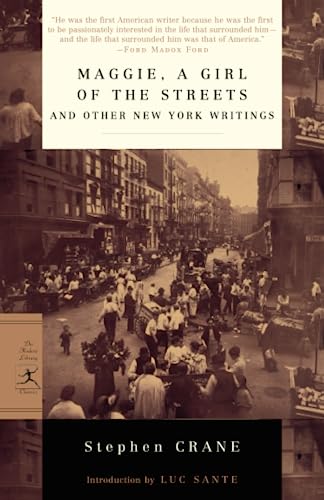 "He was the first American writer because he was the first
to be passionately interested in the life that surrounded him—
and the life that surrounded him was that of America."
—FORD MADOX FORD
MAGGIE, A GIRL
OF THE STREETS
AND OTHER NEW YORK WRITINGS
The Modern Library
Classics
Stephen CRANE
Introduction by LUC SANTE